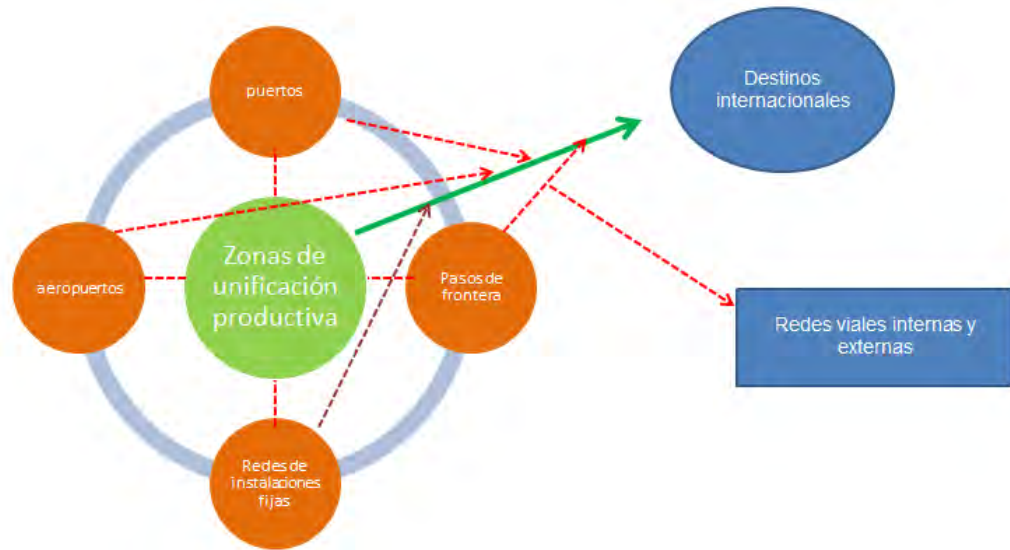 puertos
Destinos
internacionales
aeropuertos
Zonas de
unificación
productiva
Pasos de
frontera
Redes viales internas y
externas
Redes de
instalaciones
fijas